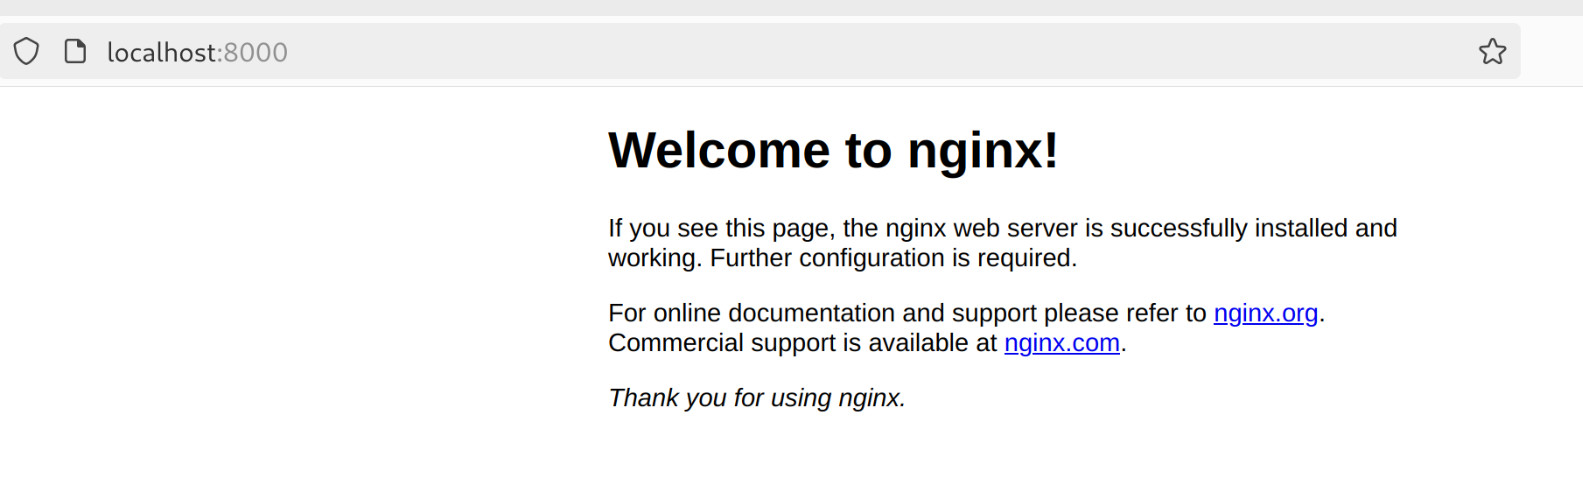 localhost:8000
Welcome to nginx!
If you see this page, the nginx web server is successfully installed and
working. Further configuration is required.
For online documentation and support please refer to nginx.org.
Commercial support is available at nginx.com.
Thank you for using nginx.